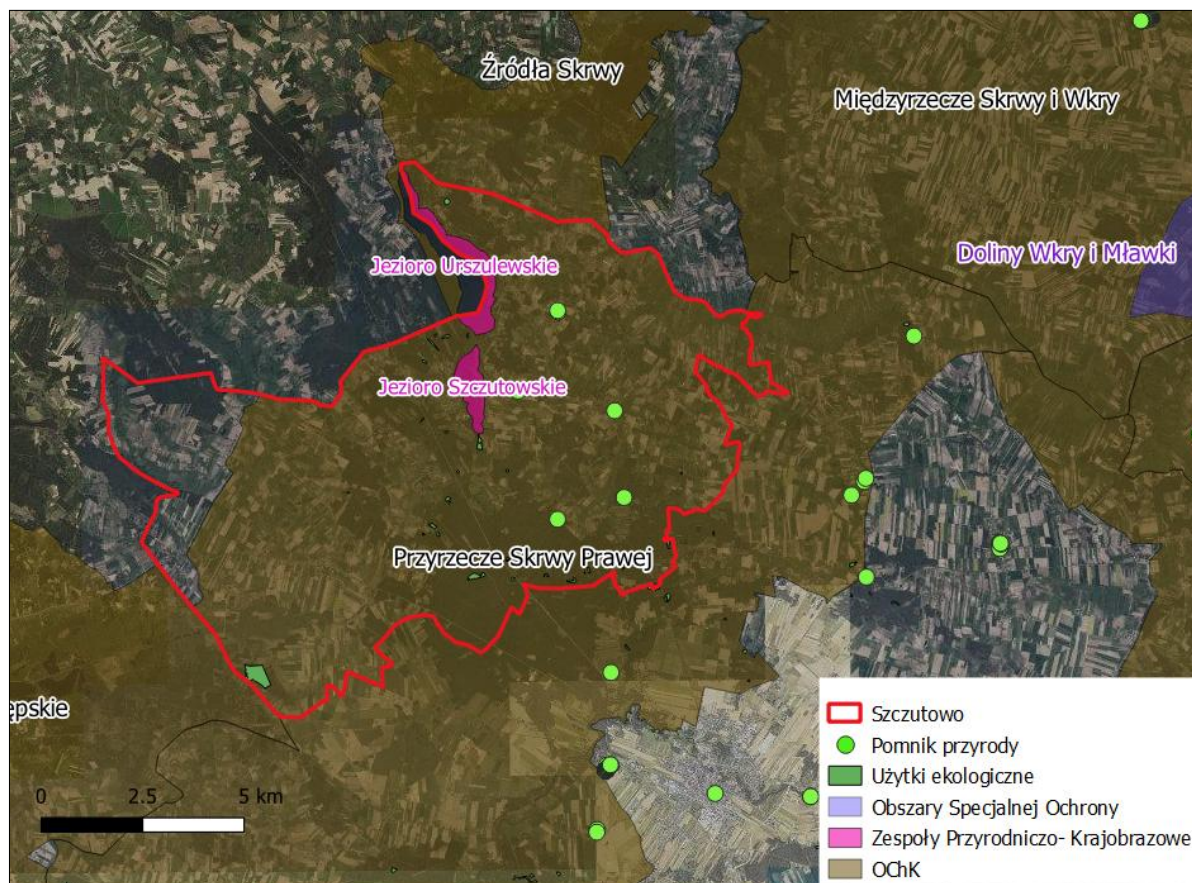 Źródła Skrwy
Międzyrzecze Skrwy i Wkry
Doliny Wkry i Mławki
Jezioro Urszulewskie
Jezioro Szczutowskie
Przyrzecze Skrwy Prawej
ępskie
0 2.5 5 km
Szczutowo
Pomnik przyrody
Użytki ekologiczne
Obszary Specjalnej Ochrony
Zespoły Przyrodniczo- Krajobrazowe
OChK